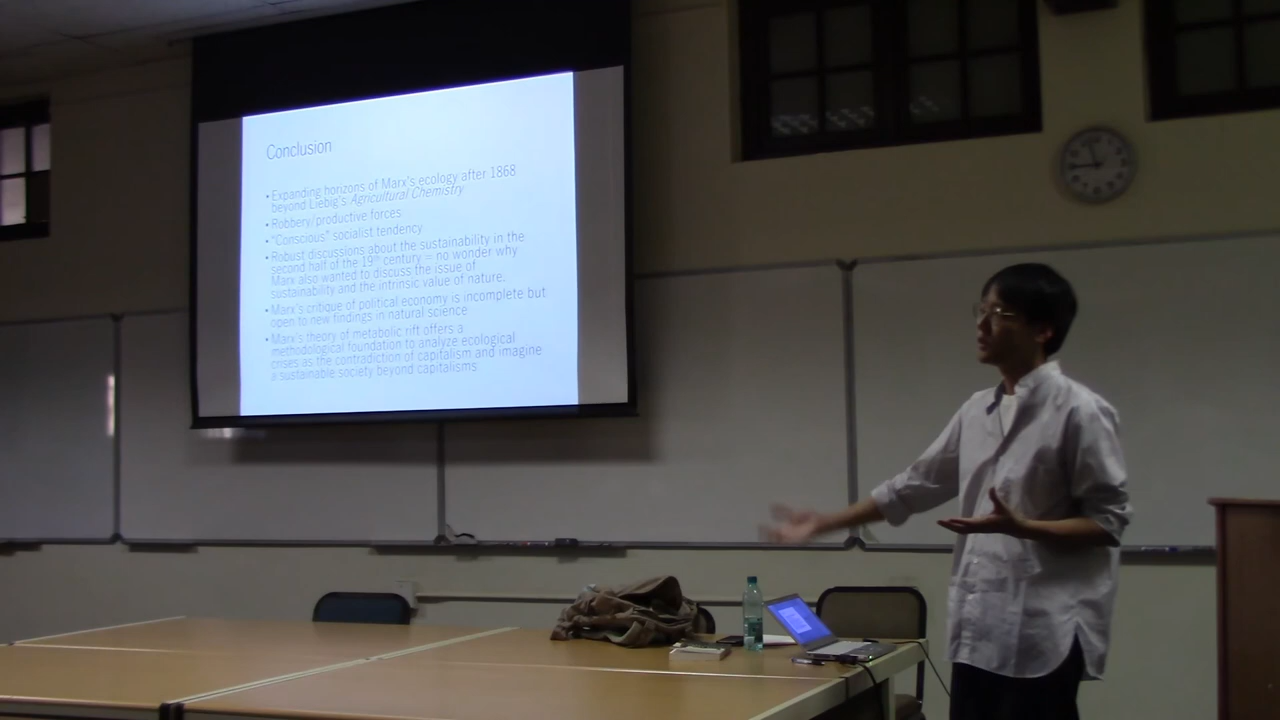 Conclusion
• Expanding horizons of Marx's ecology after 1868
beyond Liebig's Agricultural Chemistry
• Robbery/productive forces
• "Conscious" socialist tendency
• Robust discussions about the sustainability in the
second half of the 19th century = no wonder why
Marx also wanted to discuss the issue of
sustainability and the intrinsic value of nature.
• Marx's critique of political economy is incomplete but
open to new findings in natural science
• Marx's theory of metabolic rift offers a
methodological foundation to analyze ecological
crises as the contradiction of capitalism and imagine
a sustainable society beyond capitalisms